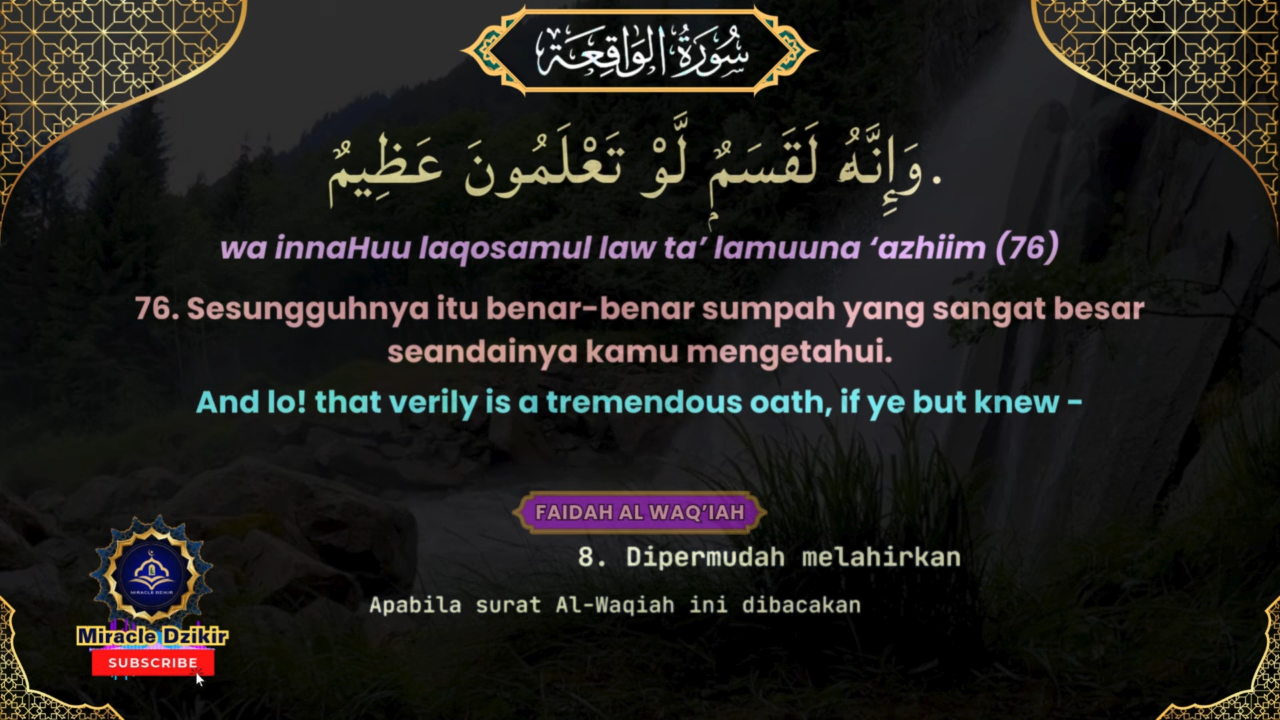 سُورَةُ الوَاقِعَة
وَإِنَّهُۥ لَقَسَمٌۭ لَّوْ تَعْلَمُونَ عَظِيمٌ.
wa innaHuu laqosamul law ta’ lamuuna ‘azhiim (76)
76. Sesungguhnya itu benar-benar sumpah yang sangat besar
seandainya kamu mengetahui.
And lo! that verily is a tremendous oath, if ye but knew -
FAIDAH AL WAQ’IAH
8. Dipermudah melahirkan
Apabila surat Al-Waqiah ini dibacakan
MIRACLE DZIKIR
Miracle Dzikir
SUBSCRIBE